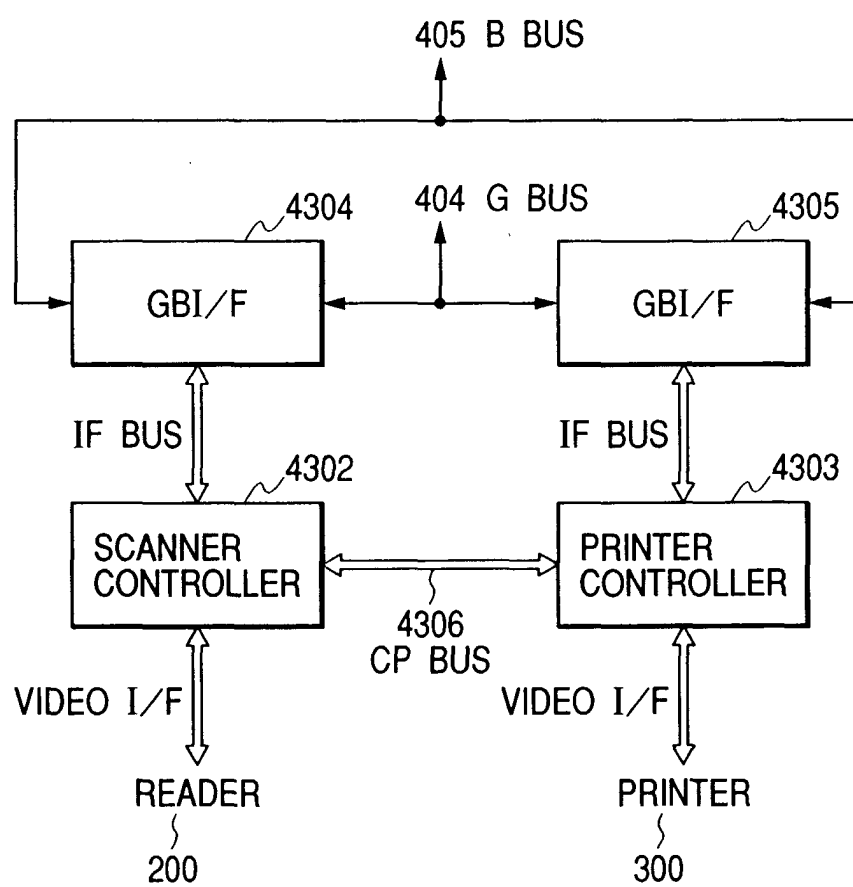 405 B BUS
4304
404 G BUS
4305
GBI/F
GBI/F
IF BUS
IF BUS
4302
4303
SCANNER
CONTROLLER
PRINTER
CONTROLLER
4306
CP BUS
VIDEO I/F
VIDEO I/F
READER
PRINTER
200
300